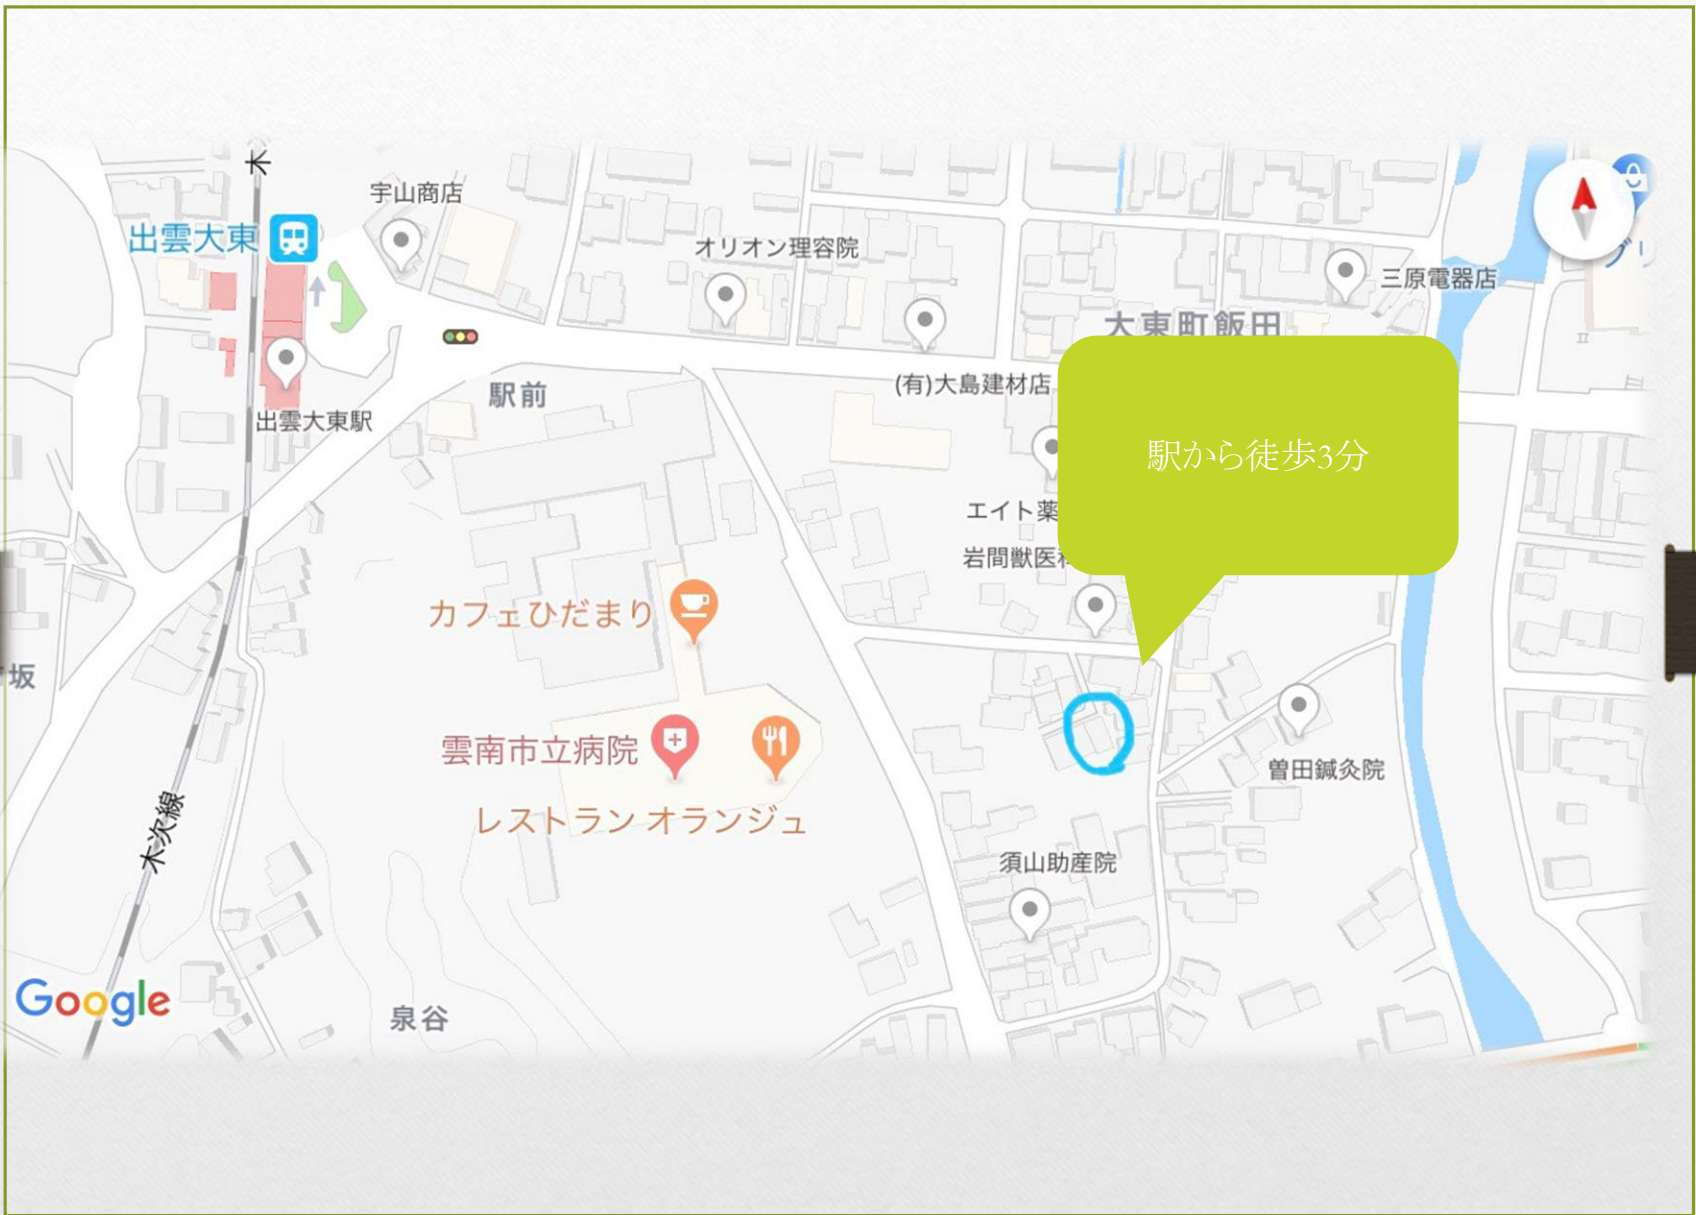 木
宇山商店
出雲大東
オリオン理容院
三原電器店
大東町飯田
(有)大島建材店
駅前
出雲大東駅
駅から徒歩3分
エイト薬
岩間獣医科
カフェひだまり
坂
雲南市立病院
曽田鍼灸院
レストラン オランジュ
木次線
須山助産院
Google
泉谷